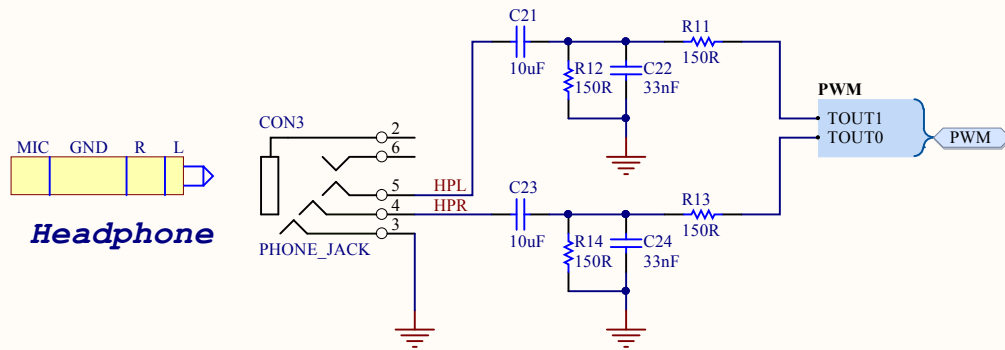 C21
10uF
R12
150R
C22
33nF
R11
150R
PWM
TOUT1
TOUT0
PWM
CON3
2
6
5
4
3
HPL
HPR
PHONE_JACK
MIC GND R L
Headphone
C23
10uF
R14
150R
C24
33nF
R13
150R